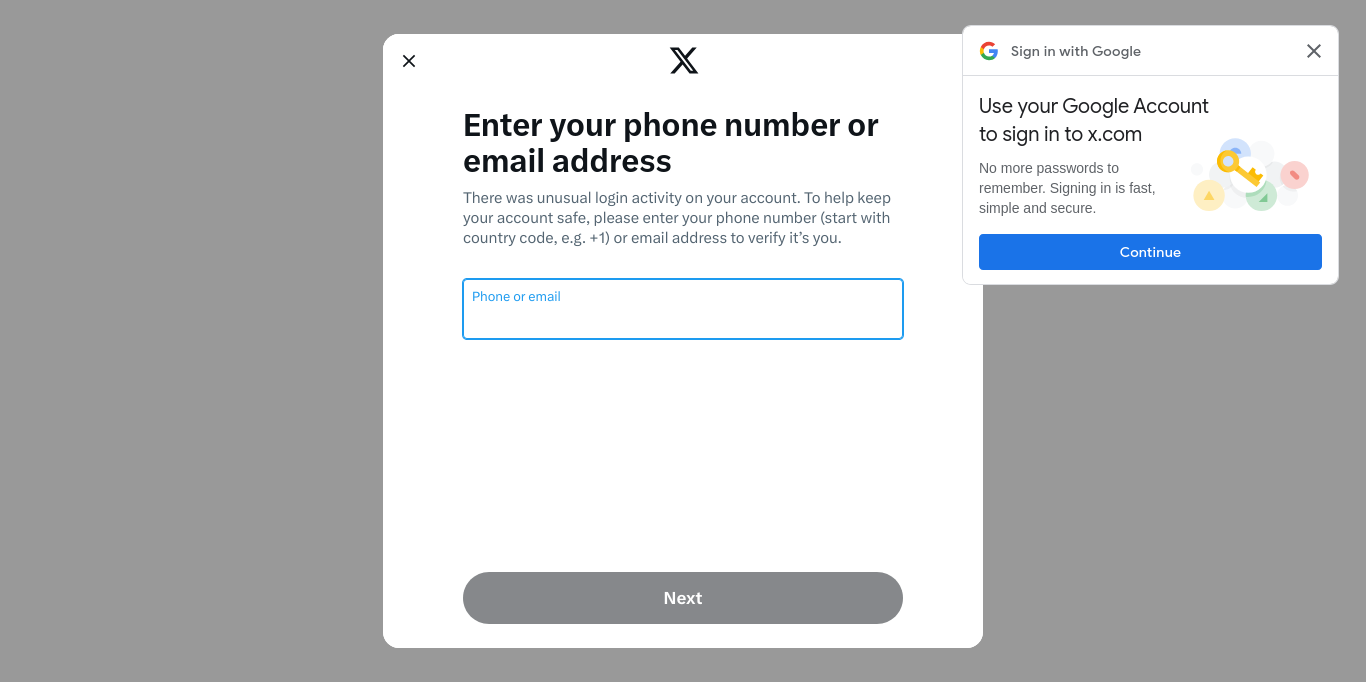 Enter your phone number or
email address
There was unusual login activity on your account. To help keep
your account safe, please enter your phone number (start with
country code, e.g. +1) or email address to verify it’s you.
Phone or email
Next
Sign in with Google
Use your Google Account
to sign in to x.com
No more passwords to
remember. Signing in is fast,
simple and secure.
Continue